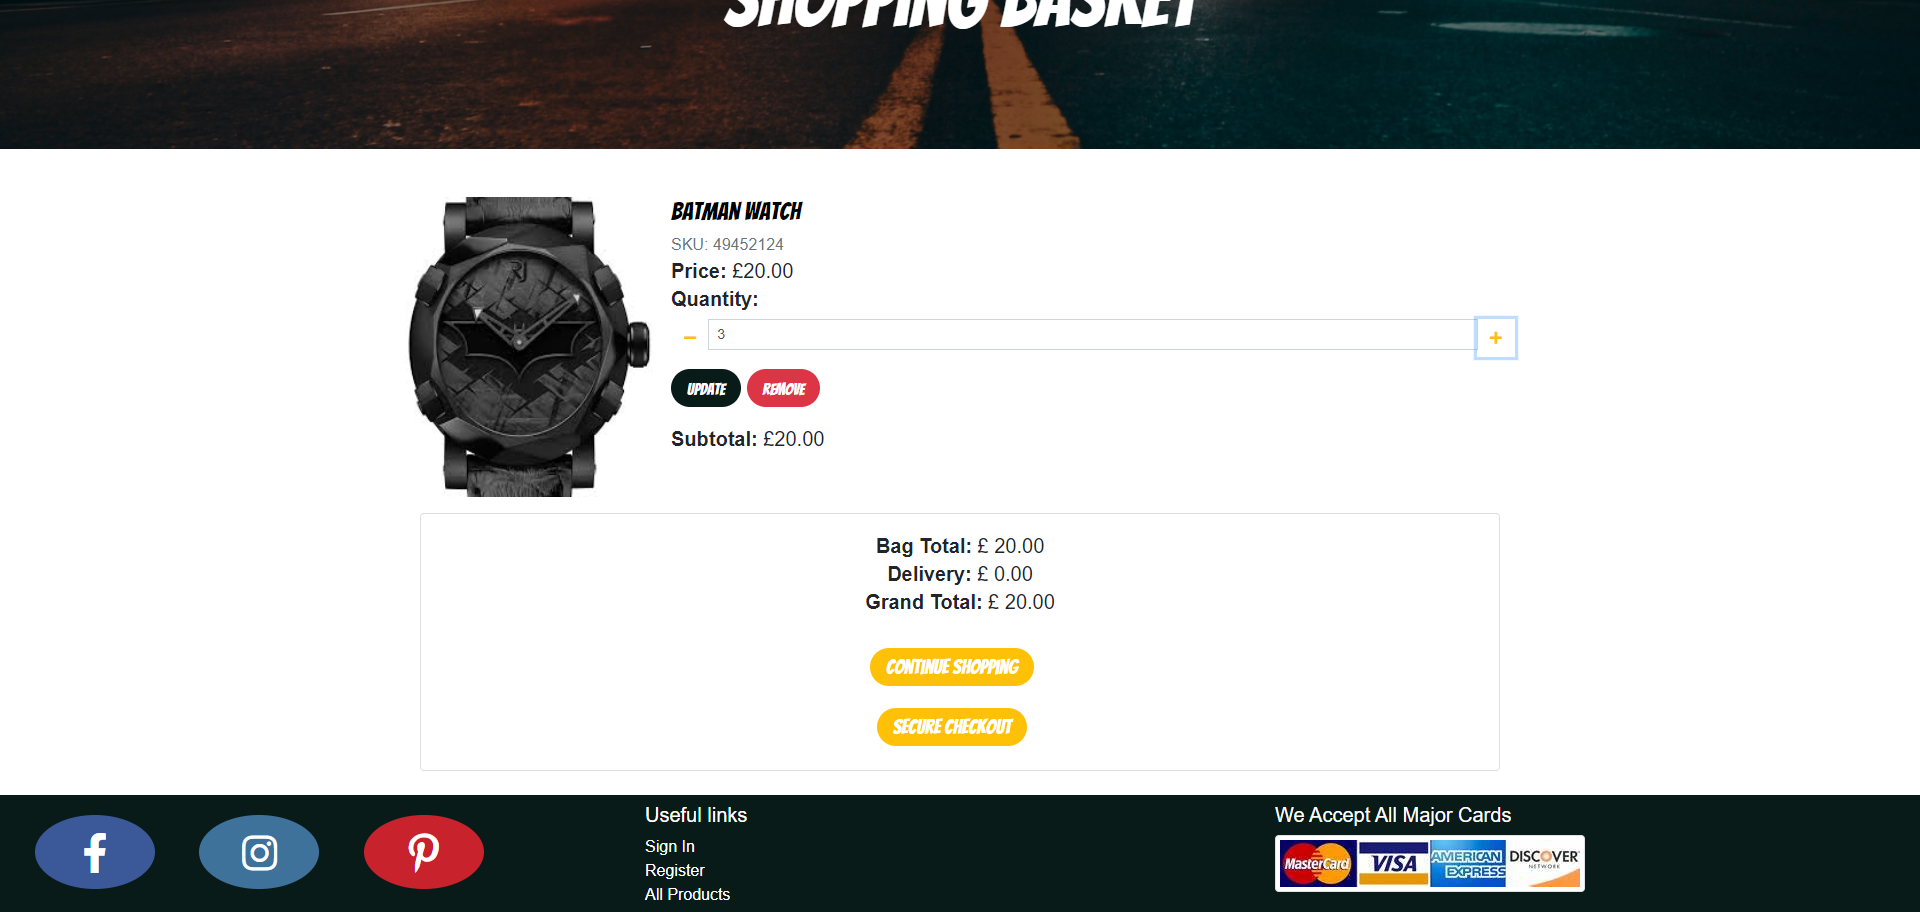 SHOPPING BASKET
RJ
BATMAN WATCH
SKU: 49452124
Price: £20.00
Quantity:
− 3 +
UPDATE REMOVE
Subtotal: £20.00
Bag Total: £ 20.00
Delivery: £ 0.00
Grand Total: £ 20.00
CONTINUE SHOPPING
SECURE CHECKOUT
Useful links
Sign In
Register
All Products
We Accept All Major Cards
MasterCard VISA AMERICAN EXPRESS DISCOVER NETWORK